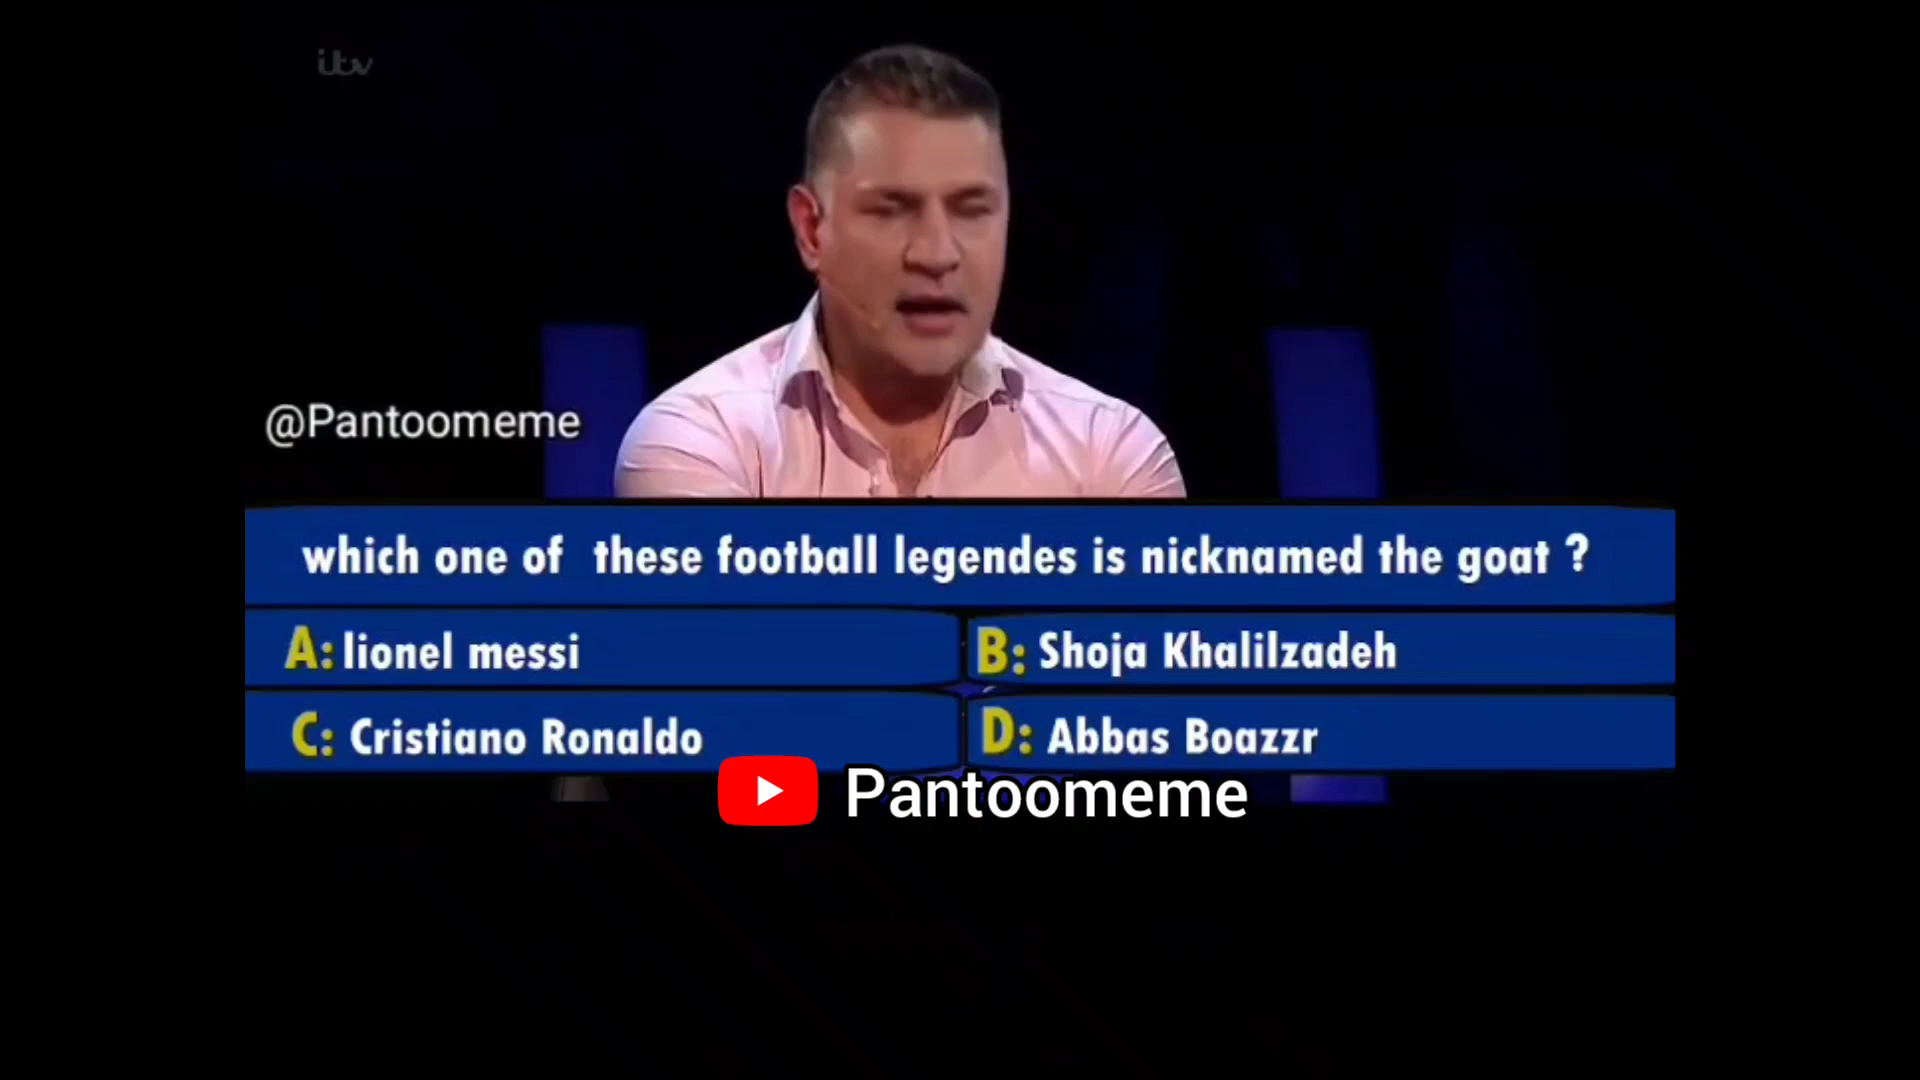 itv
@Pantoomeme
which one of these football legendes is nicknamed the goat ?
A: lionel messi
B: Shoja Khalilzadeh
C: Cristiano Ronaldo
D: Abbas Boazzr
Pantoomeme